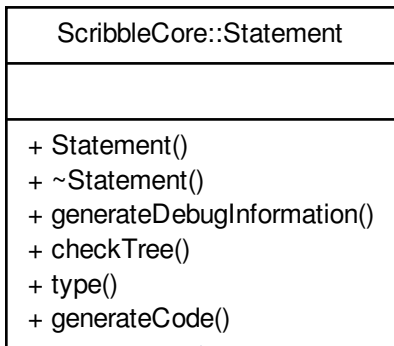 ScribbleCore::Statement
+ Statement()
+ ~Statement()
+ generateDebugInformation()
+ checkTree()
+ type()
+ generateCode()